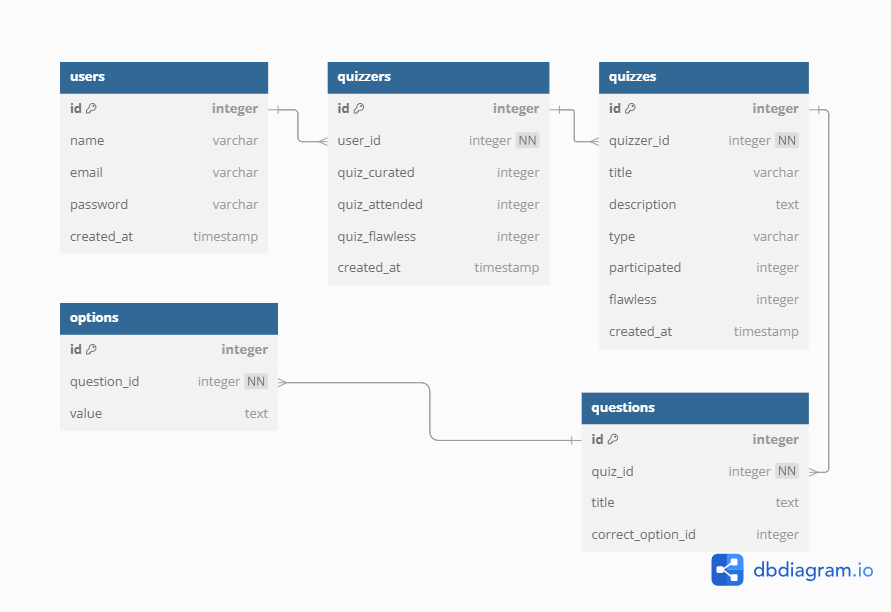 users
id integer
name varchar
email varchar
password varchar
created_at timestamp
quizzers
id integer
user_id integer NN
quiz_curated integer
quiz_attended integer
quiz_flawless integer
created_at timestamp
quizzes
id integer
quizzer_id integer NN
title varchar
description text
type varchar
participated integer
flawless integer
created_at timestamp
options
id integer
question_id integer NN
value text
questions
id integer
quiz_id integer NN
title text
correct_option_id integer
dbdiagram.io